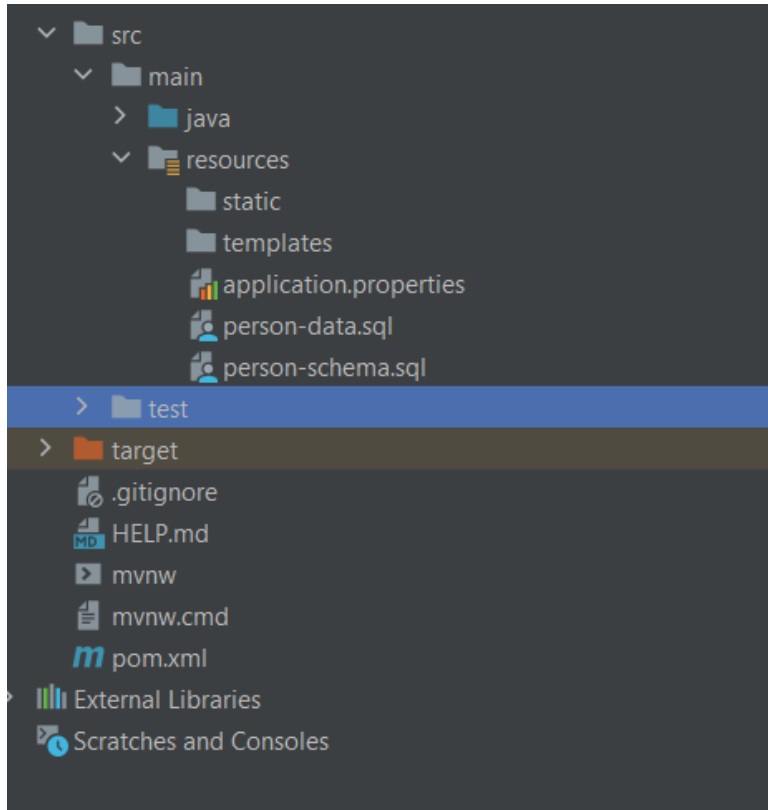 src
main
java
resources
static
templates
application.properties
person-data.sql
person-schema.sql
test
target
.gitignore
MD HELP.md
mvnw
mvnw.cmd
m pom.xml
External Libraries
Scratches and Consoles